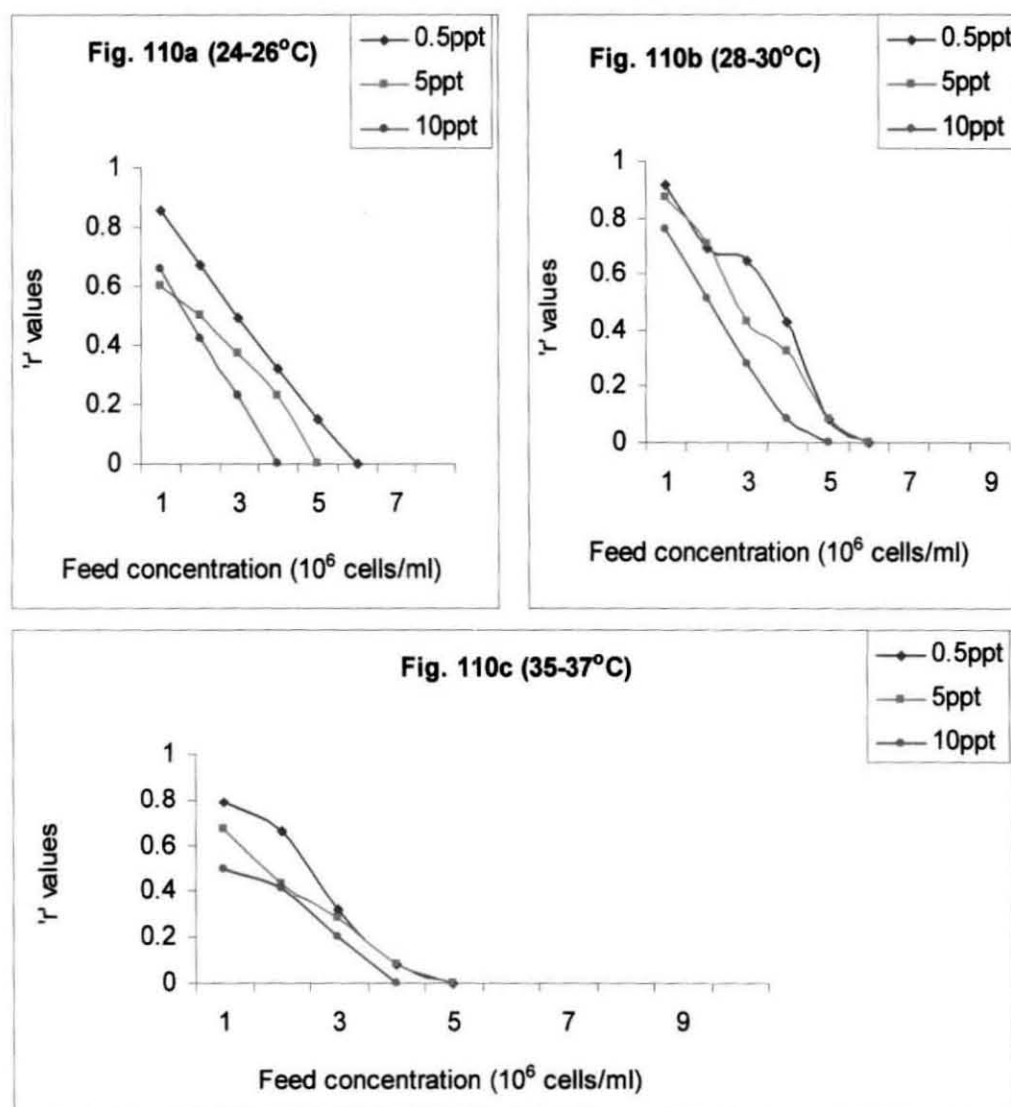 Fig. 110a (24-26°C)
0.5ppt
5ppt
10ppt
1
0.8
0.6
0.4
0.2
0
'r' values
1 3 5 7
Feed concentration (10⁶ cells/ml)
Fig. 110b (28-30°C)
0.5ppt
5ppt
10ppt
1
0.8
0.6
0.4
0.2
0
'r' values
1 3 5 7 9
Feed concentration (10⁶ cells/ml)
Fig. 110c (35-37°C)
0.5ppt
5ppt
10ppt
1
0.8
0.6
0.4
0.2
0
'r' values
1 3 5 7 9
Feed concentration (10⁶ cells/ml)